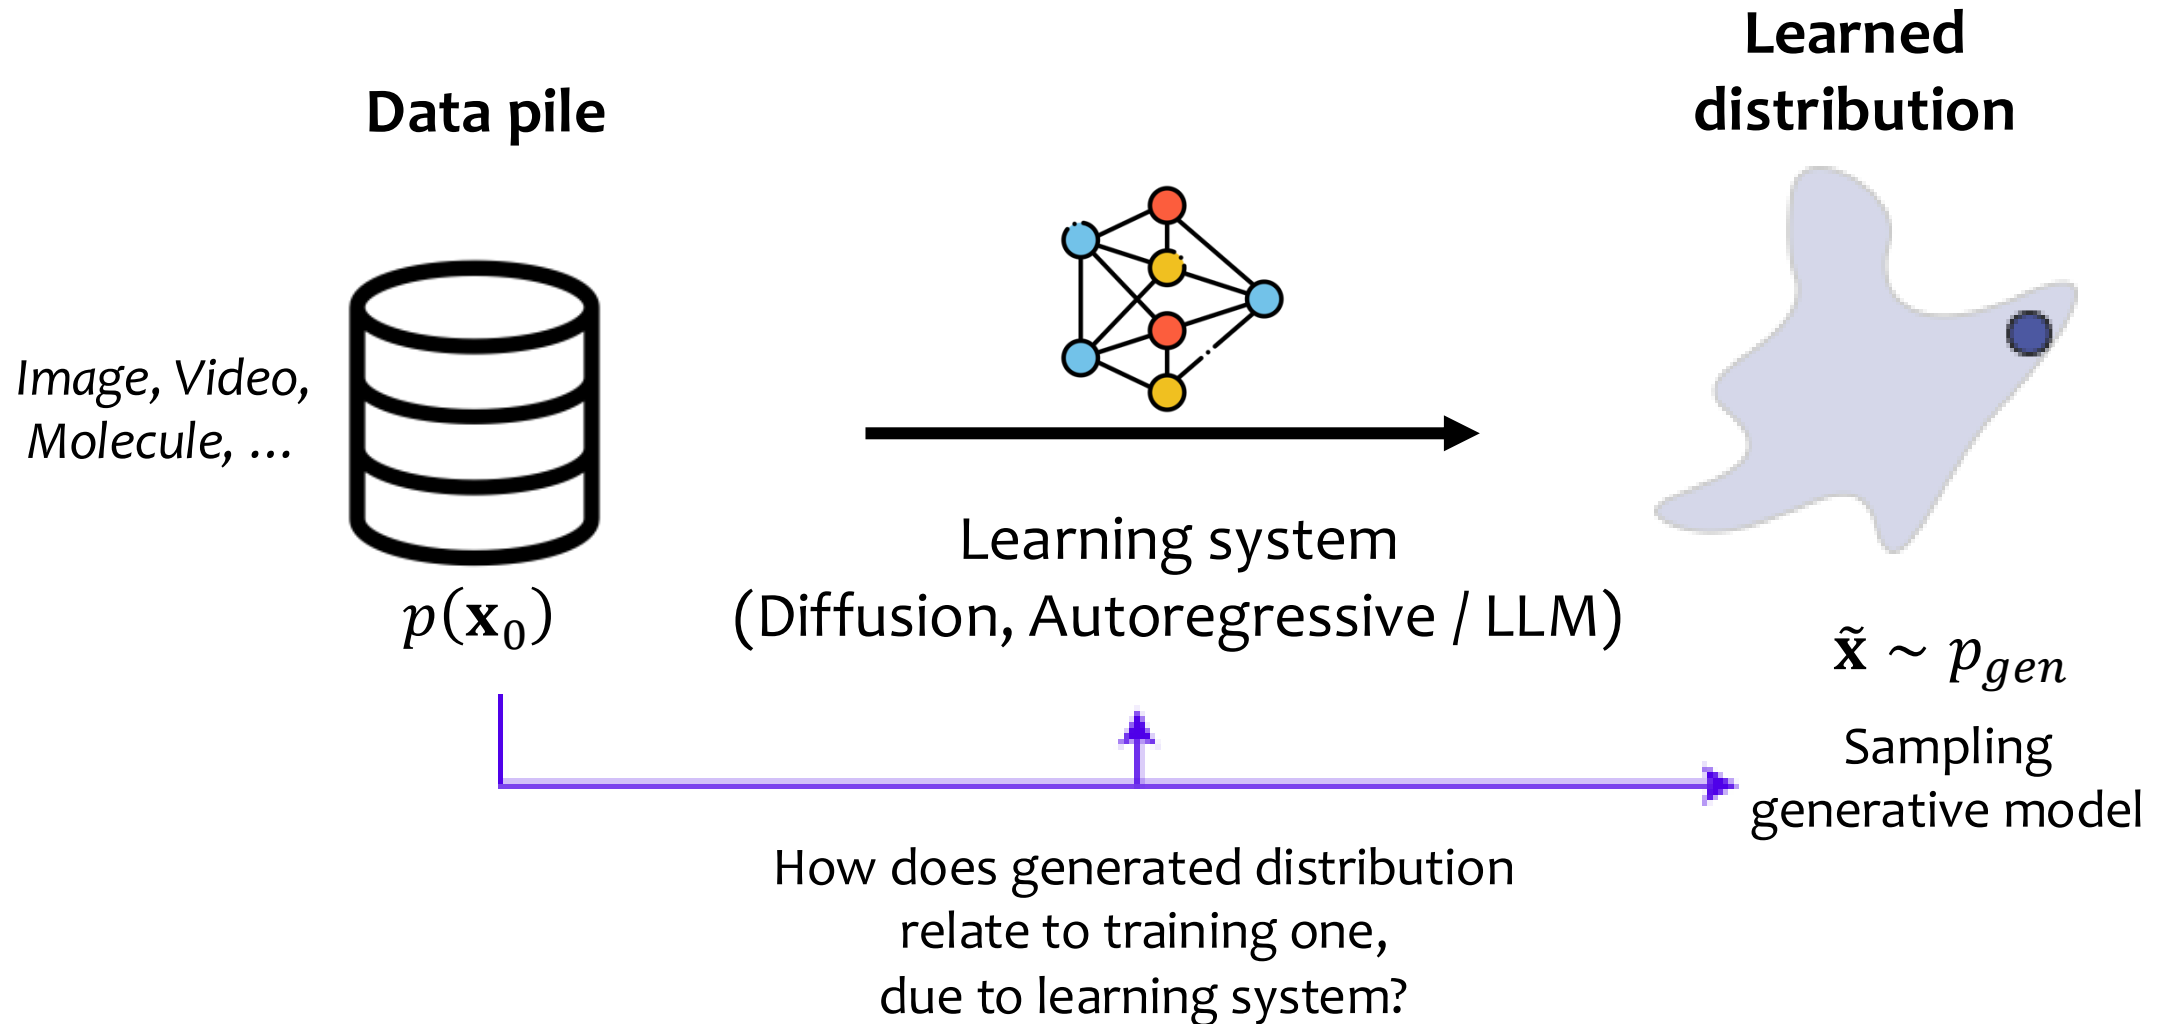 Data pile
Learned
distribution
Image, Video,
Molecule, ...
p(x₀)
Learning system
(Diffusion, Autoregressive / LLM)
x̃ ~ p_gen
Sampling
generative model
How does generated distribution
relate to training one,
due to learning system?